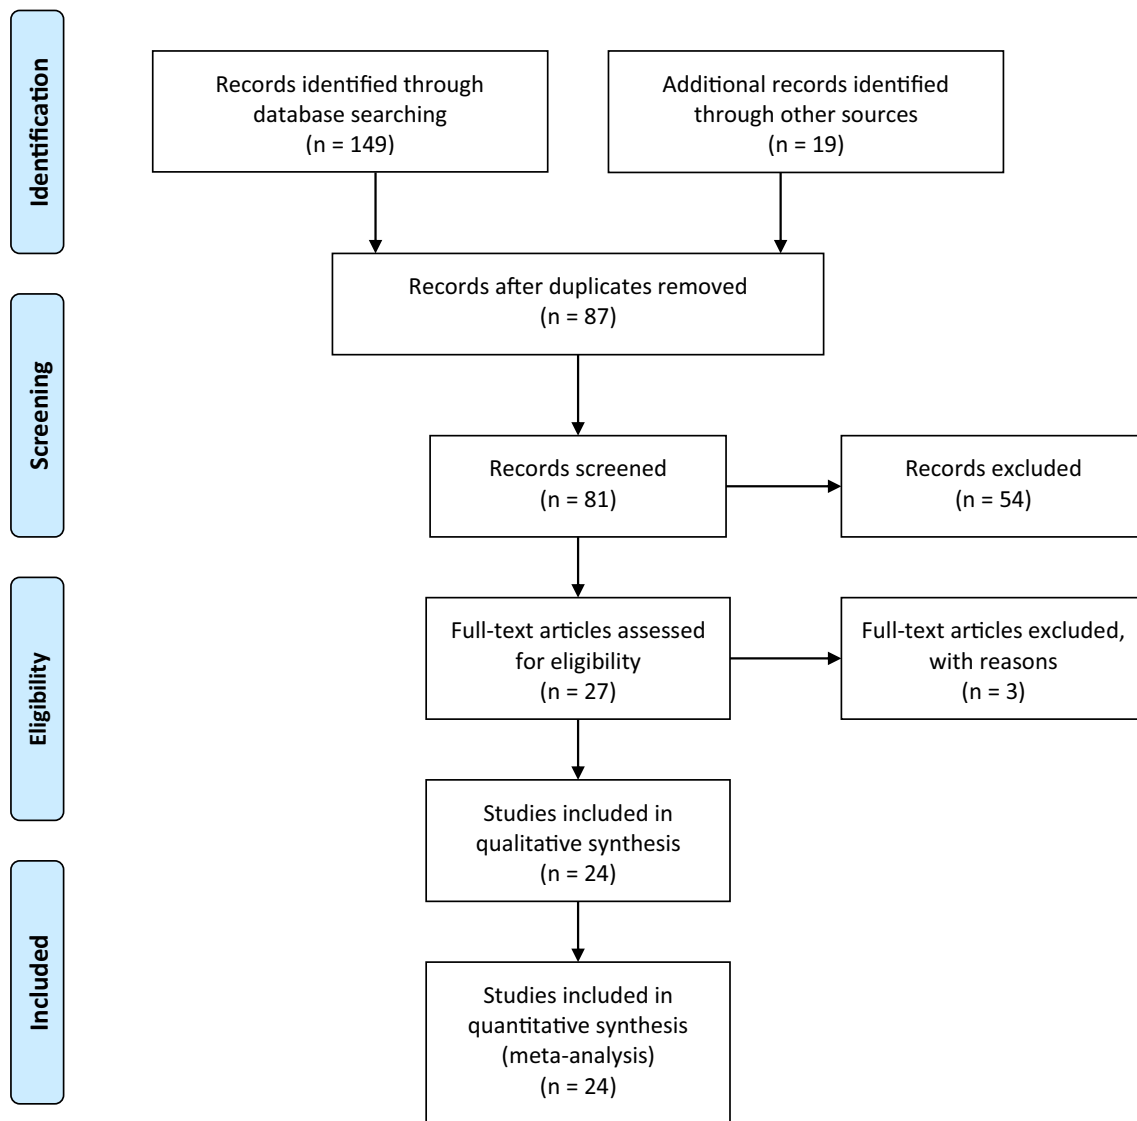 Identification
Records identified through
database searching
(n = 149)
Additional records identified
through other sources
(n = 19)
Records after duplicates removed
(n = 87)
Screening
Records screened
(n = 81)
Records excluded
(n = 54)
Eligibility
Full-text articles assessed
for eligibility
(n = 27)
Full-text articles excluded,
with reasons
(n = 3)
Studies included in
qualitative synthesis
(n = 24)
Included
Studies included in
quantitative synthesis
(meta-analysis)
(n = 24)